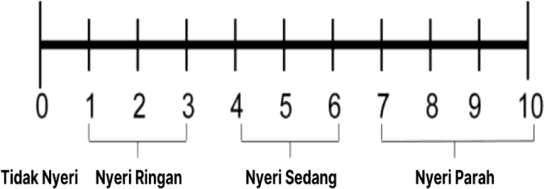 0 1 2 3 4 5 6 7 8 9 10
Tidak Nyeri Nyeri Ringan Nyeri Sedang Nyeri Parah